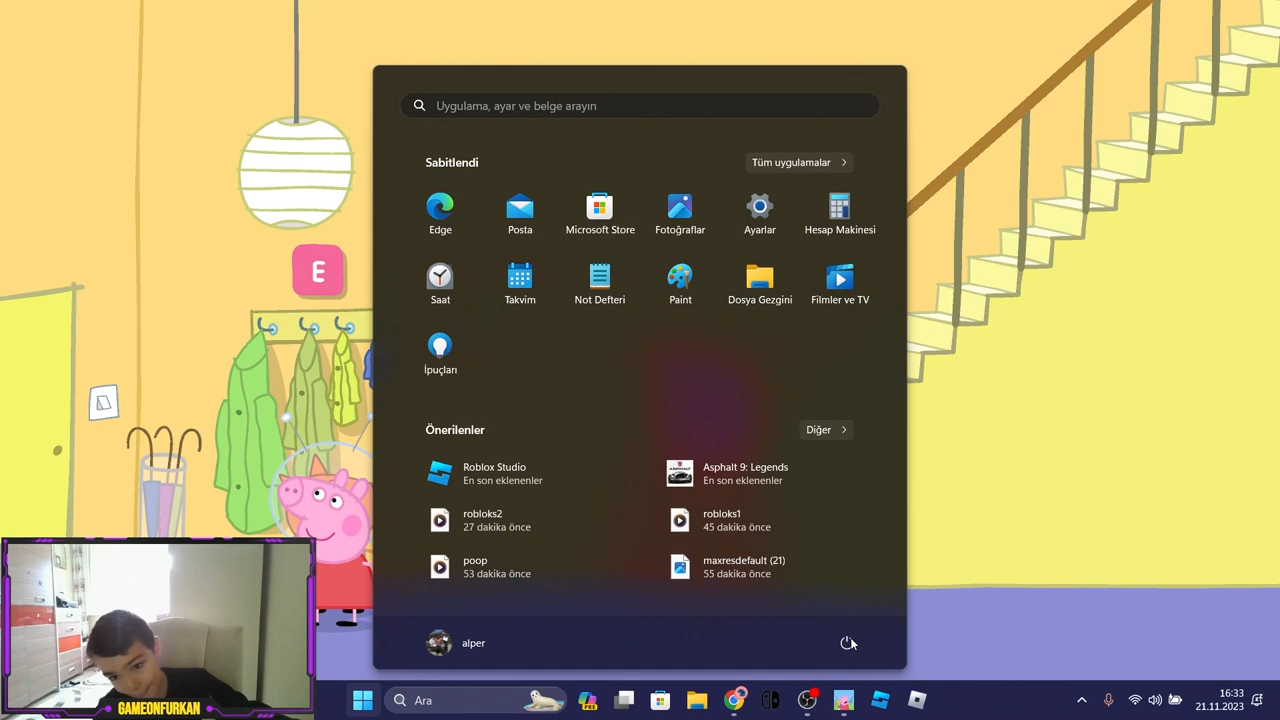 Uygulama, ayar ve belge arayın
Sabitlendi
Tüm uygulamalar
Edge
Posta
Microsoft Store
Fotoğraflar
Ayarlar
Hesap Makinesi
Saat
Takvim
Not Defteri
Paint
Dosya Gezgini
Filmler ve TV
İpuçları
E
Önerilenler
Diğer
Roblox Studio
En son eklenenler
Asphalt 9: Legends
En son eklenenler
robloks2
27 dakika önce
robloks1
45 dakika önce
poop
53 dakika önce
maxresdefault (21)
55 dakika önce
alper
GAMEONFURKAN
Ara
PRE
16:33
21.11.2023